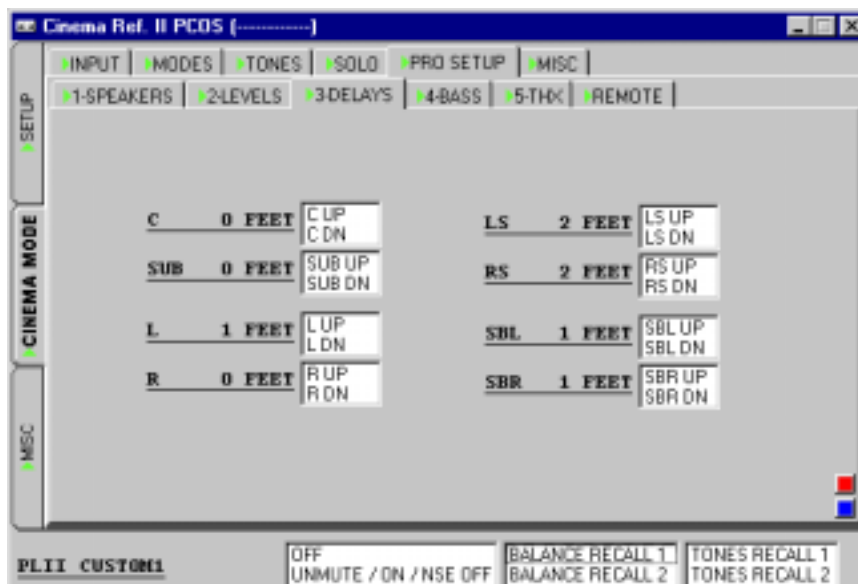 Cinema Ref. II PCOS (-------------)
INPUT MODES TONES SOLO PRO SETUP MISC
1-SPEAKERS 2-LEVELS 3-DELAYS 4-BASS 5-THX REMOTE
SETUP
CINEMA MODE
MISC
C 0 FEET C UP
C DN
SUB 0 FEET SUB UP
SUB DN
L 1 FEET L UP
L DN
R 0 FEET R UP
R DN
LS 2 FEET LS UP
LS DN
RS 2 FEET RS UP
RS DN
SBL 1 FEET SBL UP
SBL DN
SBR 1 FEET SBR UP
SBR DN
PLII CUSTOM1
OFF
UNMUTE / ON / NSE OFF
BALANCE RECALL 1
BALANCE RECALL 2
TONES RECALL 1
TONES RECALL 2